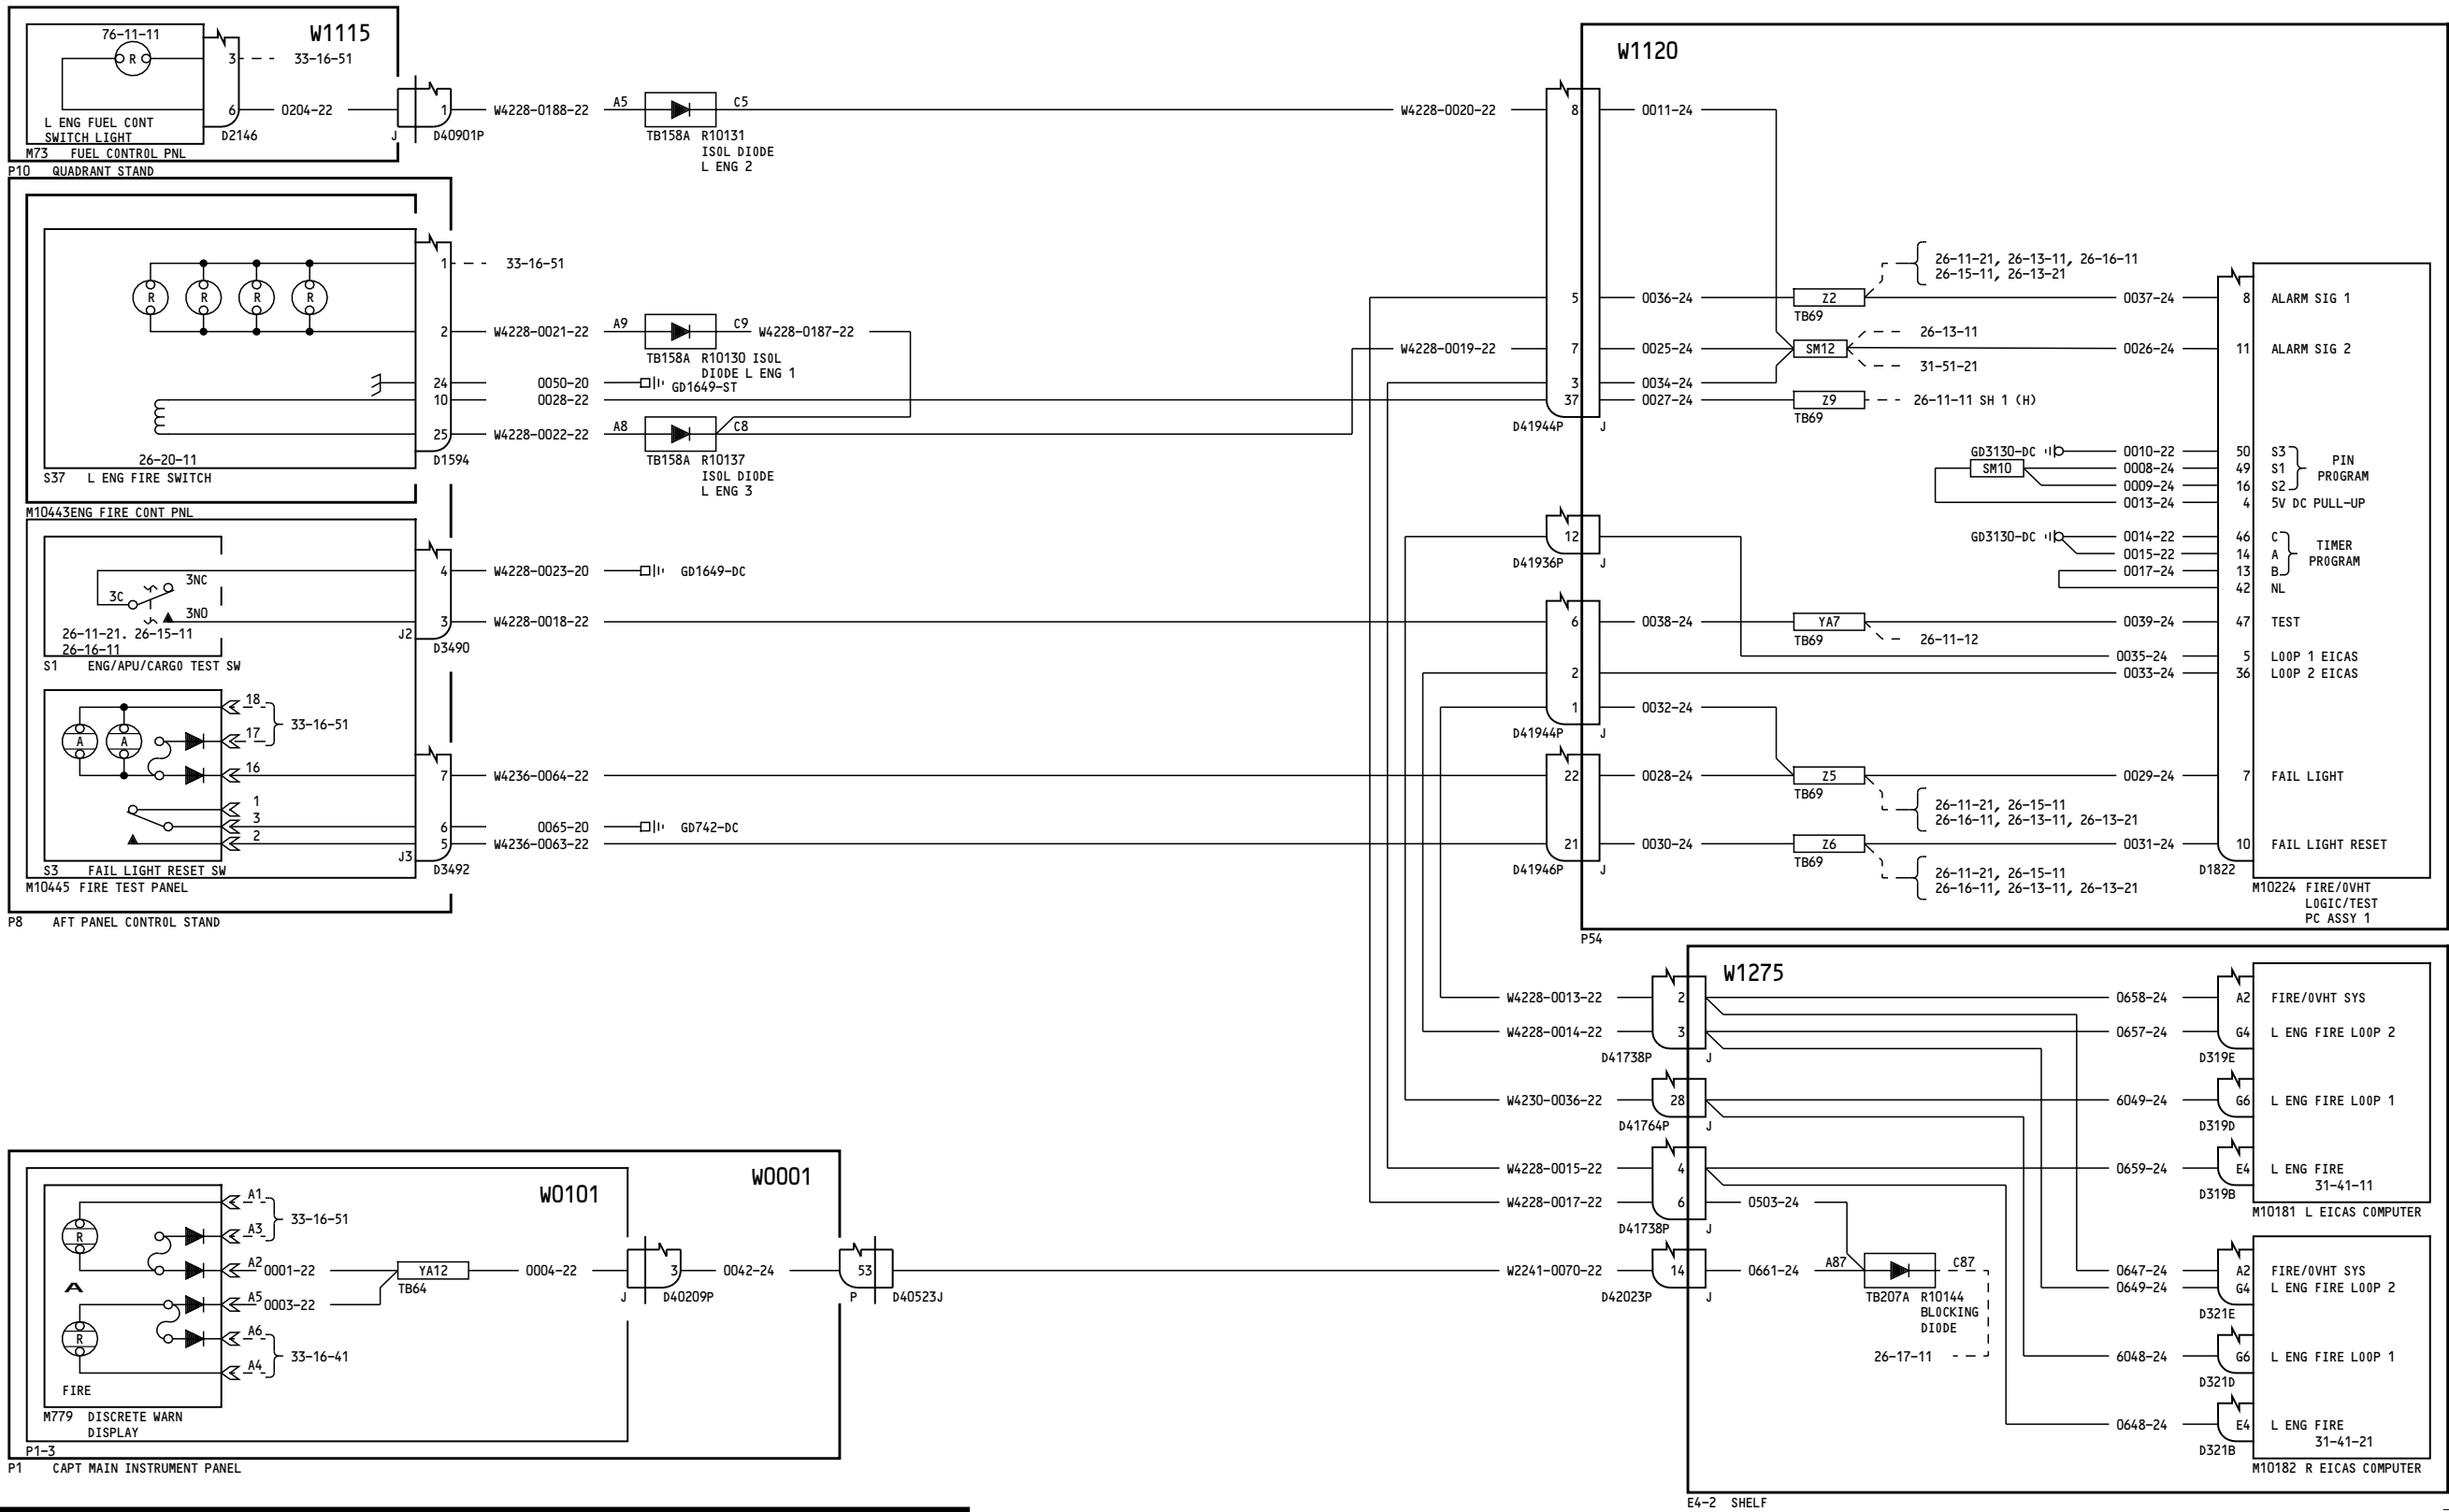 W1115
76-11-11
R
3
33-16-51
6
0204-22
L ENG FUEL CONT
SWITCH LIGHT
D2146
M73 FUEL CONTROL PNL
P10 QUADRANT STAND
J
1
D40901P
W4228-0188-22
A5
C5
TB158A R10131
ISOL DIODE
L ENG 2
W4228-0020-22
R R R R
1
33-16-51
2
W4228-0021-22
A9
C9
W4228-0187-22
TB158A R10130 ISOL
DIODE L ENG 1
24
0050-20
GD1649-ST
10
0028-22
25
W4228-0022-22
A8
C8
TB158A R10137
ISOL DIODE
L ENG 3
26-20-11
D1594
S37 L ENG FIRE SWITCH
M10443ENG FIRE CONT PNL
3NC
3C
3NO
26-11-21. 26-15-11
26-16-11
S1 ENG/APU/CARGO TEST SW
4
W4228-0023-20
GD1649-DC
3
W4228-0018-22
J2
D3490
A A
18
17
33-16-51
16
7
W4236-0064-22
1
3
2
6
0065-20
GD742-DC
5
W4236-0063-22
J3
D3492
S3 FAIL LIGHT RESET SW
M10445 FIRE TEST PANEL
P8 AFT PANEL CONTROL STAND
W1120
8
0011-24
5
0036-24
Z2
TB69
26-11-21, 26-13-11, 26-16-11
26-15-11, 26-13-21
0037-24
8 ALARM SIG 1
W4228-0019-22
7
0025-24
SM12
26-13-11
31-51-21
0026-24
11 ALARM SIG 2
3
0034-24
37
0027-24
Z9
TB69
26-11-11 SH 1 (H)
D41944P
J
GD3130-DC
0010-22
50 S3
SM10
0008-24
49 S1
0009-24
16 S2
PIN
PROGRAM
0013-24
4 5V DC PULL-UP
GD3130-DC
0014-22
46 C
0015-22
14 A
0017-24
13 B
TIMER
PROGRAM
42 NL
12
D41936P
J
6
0038-24
YA7
TB69
26-11-12
0039-24
47 TEST
0035-24
5 LOOP 1 EICAS
2
0033-24
36 LOOP 2 EICAS
1
0032-24
D41944P
J
22
0028-24
Z5
TB69
26-11-21, 26-15-11
26-16-11, 26-13-11, 26-13-21
0029-24
7 FAIL LIGHT
21
0030-24
Z6
TB69
26-11-21, 26-15-11
26-16-11, 26-13-11, 26-13-21
0031-24
10 FAIL LIGHT RESET
D41946P
J
D1822
M10224 FIRE/OVHT
LOGIC/TEST
PC ASSY 1
P54
W1275
W4228-0013-22
2
0658-24
A2 FIRE/OVHT SYS
W4228-0014-22
3
0657-24
G4 L ENG FIRE LOOP 2
D41738P
J
D319E
W4230-0036-22
28
6049-24
G6 L ENG FIRE LOOP 1
D41764P
J
D319D
W4228-0015-22
4
0659-24
E4 L ENG FIRE
31-41-11
D319B
M10181 L EICAS COMPUTER
W4228-0017-22
6
0503-24
D41738P
J
W2241-0070-22
14
0661-24
A87
C87
D42023P
J
TB207A R10144
BLOCKING
DIODE
26-17-11
0647-24
A2 FIRE/OVHT SYS
0649-24
G4 L ENG FIRE LOOP 2
D321E
6048-24
G6 L ENG FIRE LOOP 1
D321D
0648-24
E4 L ENG FIRE
31-41-21
D321B
M10182 R EICAS COMPUTER
E4-2 SHELF
W0001
W0101
R
A1
A3
33-16-51
A2
0001-22
YA12
TB64
0004-22
3
0042-24
53
J
D40209P
P
D40523J
A
A5
0003-22
R
A6
A4
33-16-41
FIRE
M779 DISCRETE WARN
DISPLAY
P1-3
P1 CAPT MAIN INSTRUMENT PANEL